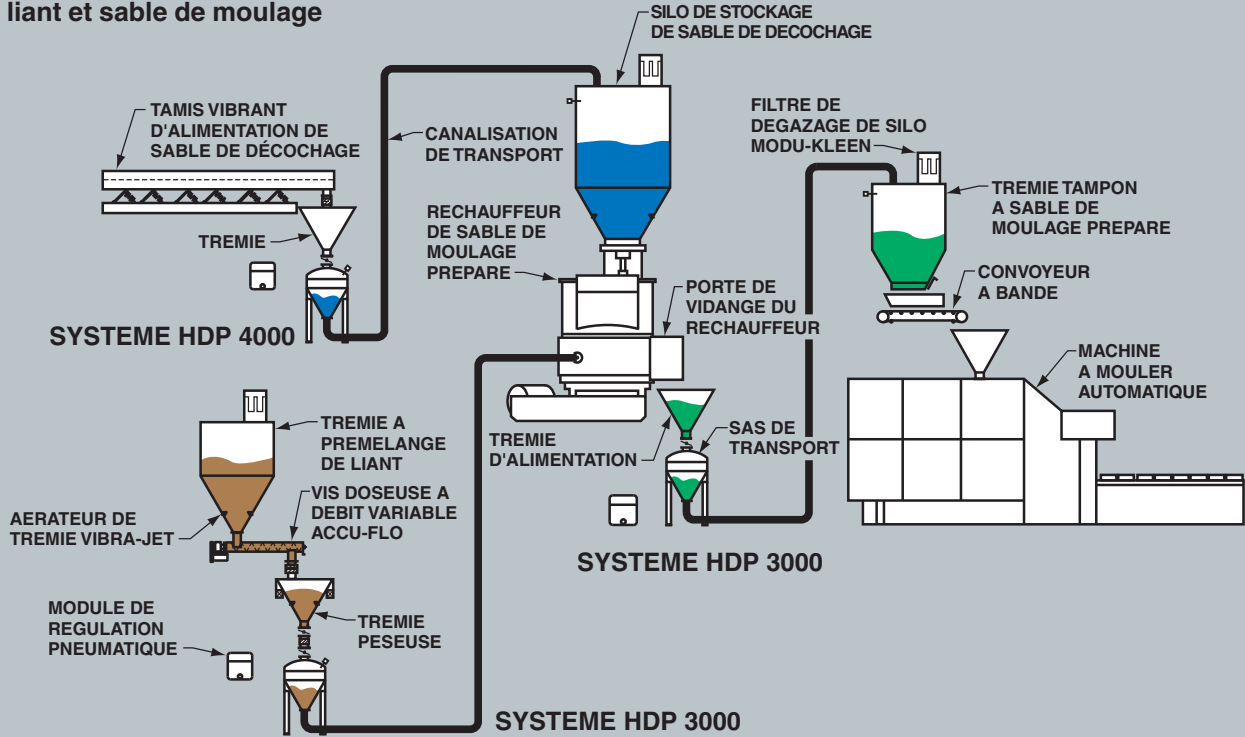 liant et sable de moulage
SILO DE STOCKAGE
DE SABLE DE DECOCHAGE
TAMIS VIBRANT
D'ALIMENTATION DE
SABLE DE DÉCOCHAGE
CANALISATION
DE TRANSPORT
FILTRE DE
DEGAZAGE DE SILO
MODU-KLEEN
TREMIE TAMPON
A SABLE DE
MOULAGE PREPARE
TREMIE
RECHAUFFEUR
DE SABLE DE
MOULAGE
PREPARE
CONVOYEUR
A BANDE
PORTE DE
VIDANGE DU
RECHAUFFEUR
SYSTEME HDP 4000
MACHINE
A MOULER
AUTOMATIQUE
TREMIE A
PREMELANGE
DE LIANT
TREMIE
D'ALIMENTATION
SAS DE
TRANSPORT
VIS DOSEUSE A
DEBIT VARIABLE
ACCU-FLO
AERATEUR DE
TREMIE VIBRA-JET
SYSTEME HDP 3000
MODULE DE
REGULATION
PNEUMATIQUE
TREMIE
PESEUSE
SYSTEME HDP 3000